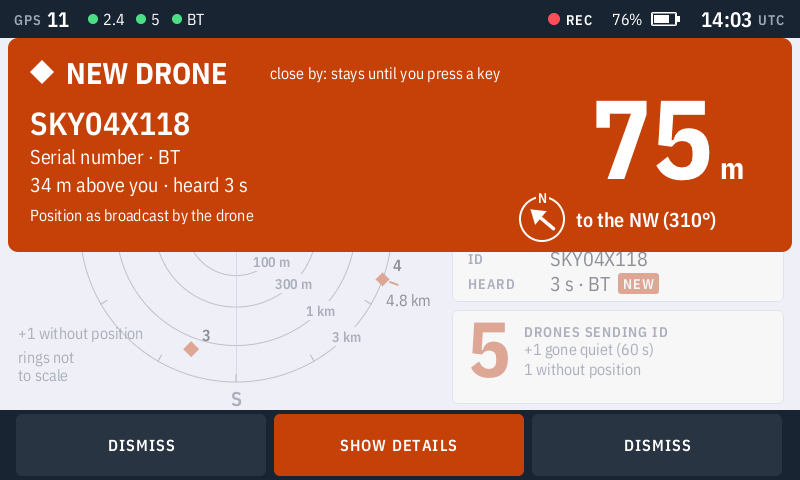 GPS 11 2.4 5 BT REC 76% 14:03 UTC
NEW DRONE close by: stays until you press a key
SKY04X118
Serial number · BT
34 m above you · heard 3 s
Position as broadcast by the drone
75 m
N
to the NW (310°)
100 m
300 m
1 km
3 km
4
4.8 km
3
+1 without position
rings not
to scale
S
ID SKY04X118
HEARD 3 s · BT NEW
5 DRONES SENDING ID
+1 gone quiet (60 s)
1 without position
DISMISS SHOW DETAILS DISMISS